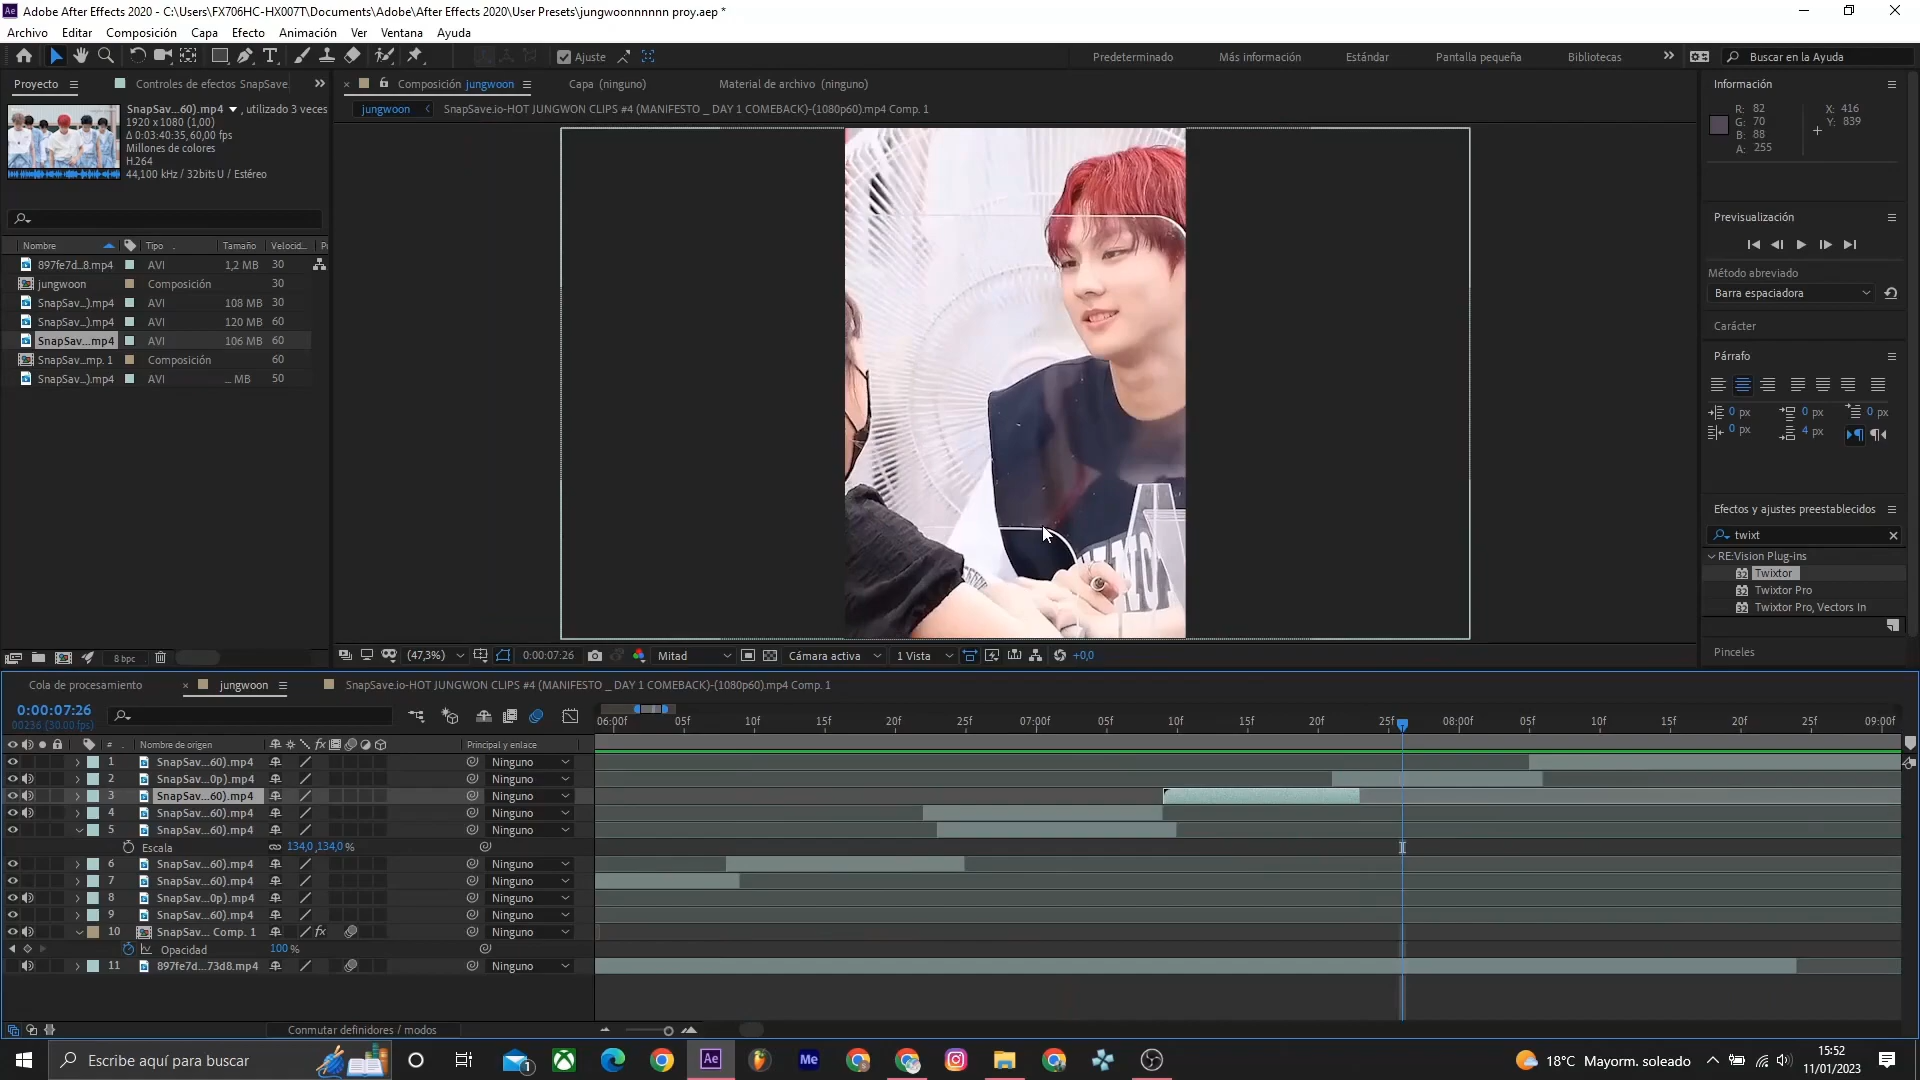 Adobe After Effects 2020 - C:\Users\FX706HC-HX007T\Documents\Adobe\After Effects 2020\User Presets\jungwoonnnnnn proy.aep *
Archivo Editar Composición Capa Efecto Animación Ver Ventana Ayuda
Ajuste Predeterminado Más información Estándar Pantalla pequeña Bibliotecas Buscar en la Ayuda
Proyecto Controles de efectos SnapSave
Composición jungwoon Capa (ninguno) Material de archivo (ninguno)
jungwoon SnapSave.io-HOT JUNGWON CLIPS #4 (MANIFESTO _ DAY 1 COMEBACK)-(1080p60).mp4 Comp. 1
SnapSav...60).mp4 , utilizado 3 veces
1920 x 1080 (1,00)
Δ 0:03:40:35, 60,00 fps
Millones de colores
H.264
44,100 kHz / 32bits U / Estéreo
Nombre Tipo Tamaño Velocid...
897fe7d...8.mp4 AVI 1,2 MB 30
jungwoon Composición 30
SnapSav...).mp4 AVI 108 MB 30
SnapSav...).mp4 AVI 120 MB 60
SnapSav....mp4 AVI 106 MB 60
SnapSav...mp. 1 Composición 60
SnapSav...).mp4 AVI ... MB 50
8 bpc
(47,3%) 0:00:07:26 Mitad Cámara activa 1 Vista +0,0
Información
R: 82
G: 70
B: 88
A: 255
X: 416
Y: 839
Previsualización
Método abreviado
Barra espaciadora
Carácter
Párrafo
0 px 0 px 0 px
0 px 4 px
Efectos y ajustes preestablecidos
twixt
RE:Vision Plug-ins
32 Twixtor
32 Twixtor Pro
32 Twixtor Pro, Vectors In
Pinceles
Cola de procesamiento jungwoon SnapSave.io-HOT JUNGWON CLIPS #4 (MANIFESTO _ DAY 1 COMEBACK)-(1080p60).mp4 Comp. 1
0:00:07:26
00236 (30.00 fps)
06:00f 05f 10f 15f 20f 25f 07:00f 05f 10f 15f 20f 25f 08:00f 05f 10f 15f 20f 25f 09:00f
# Nombre de origen fx Principal y enlace
1 SnapSav...60).mp4 Ninguno
2 SnapSav...0p).mp4 Ninguno
3 SnapSav...60).mp4 Ninguno
4 SnapSav...60).mp4 Ninguno
5 SnapSav...60).mp4 Ninguno
Escala 134,0,134,0%
6 SnapSav...60).mp4 Ninguno
7 SnapSav...60).mp4 Ninguno
8 SnapSav...0p).mp4 Ninguno
9 SnapSav...60).mp4 Ninguno
10 SnapSav... Comp. 1 fx Ninguno
Opacidad 100%
11 897fe7d...73d8.mp4 Ninguno
Conmutar definidores / modos
Escribe aquí para buscar
1
Ae
Me
18°C Mayorm. soleado
15:52
11/01/2023